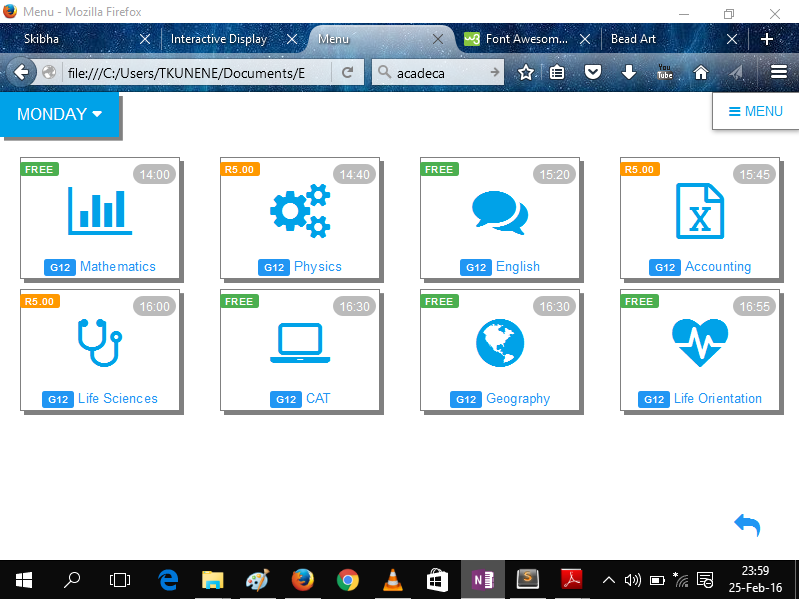 Menu - Mozilla Firefox
Skibha
Interactive Display
Menu
w3
Font Awesom...
Bead Art
file:///C:/Users/TKUNENE/Documents/E
acadeca
You Tube
MONDAY
MENU
FREE
14:00
G12 Mathematics
R5.00
14:40
G12 Physics
FREE
15:20
G12 English
R5.00
15:45
X
G12 Accounting
R5.00
16:00
G12 Life Sciences
FREE
16:30
G12 CAT
FREE
16:30
G12 Geography
FREE
16:55
G12 Life Orientation
23:59
25-Feb-16